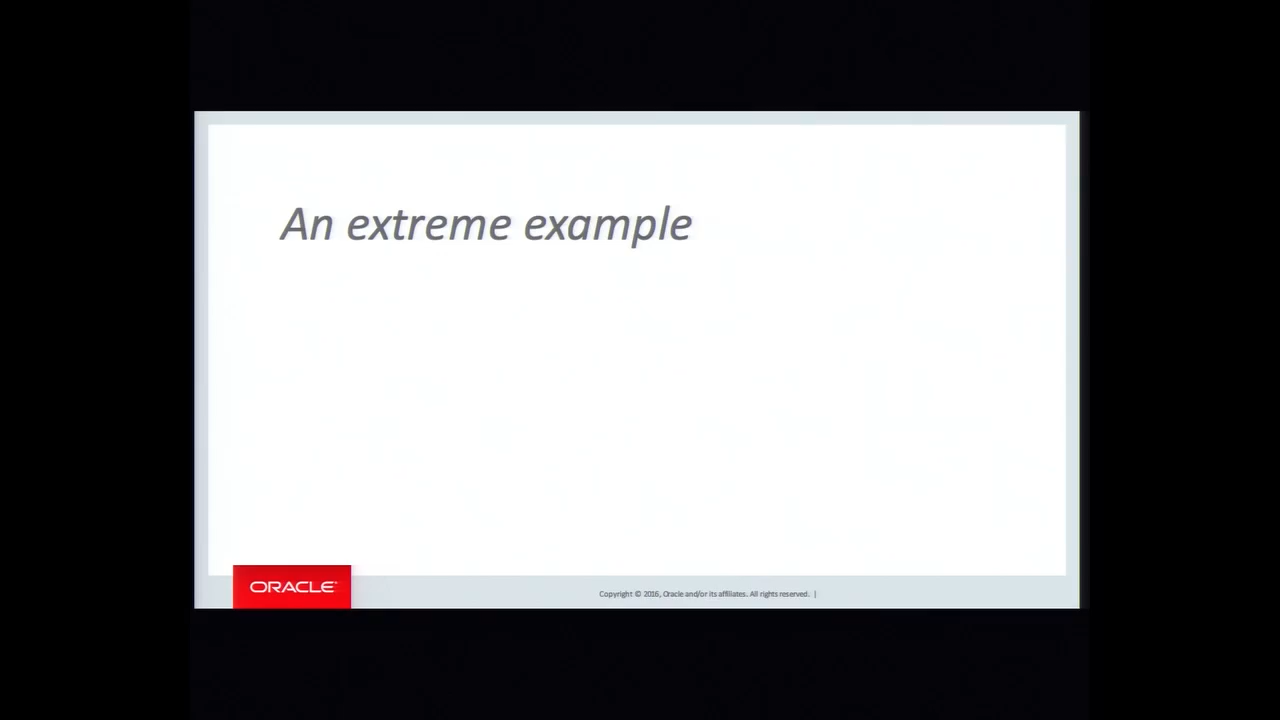 An extreme example
ORACLE®
Copyright © 2016, Oracle and/or its affiliates. All rights reserved. |